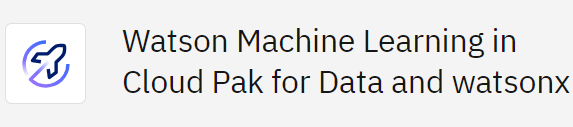 Watson Machine Learning in
Cloud Pak for Data and watsonx